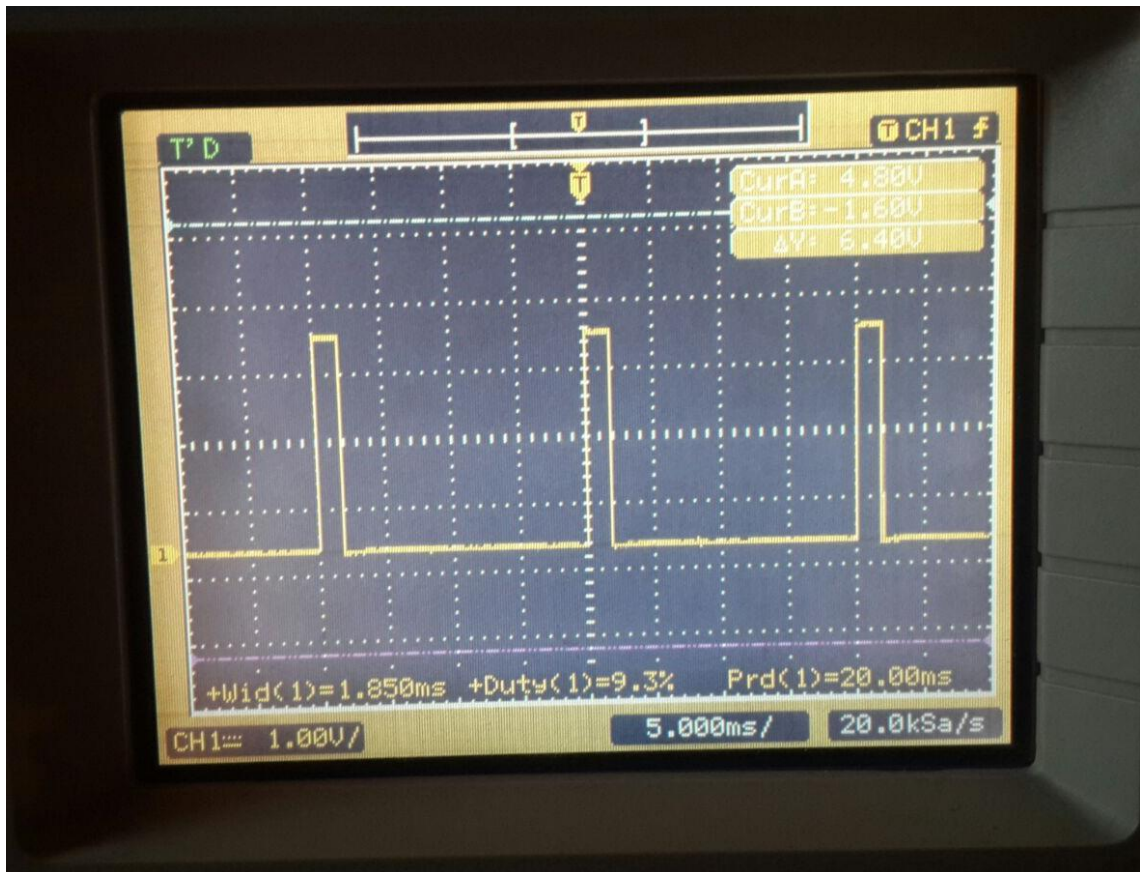 T'D
T CH1
T
T
CurA: 4.80V
CurB:-1.60V
ΔY: 6.40V
1
+Wid(1)=1.850ms +Duty(1)=9.3% Prd(1)=20.00ms
CH1 1.00V/ 5.000ms/ 20.0kSa/s